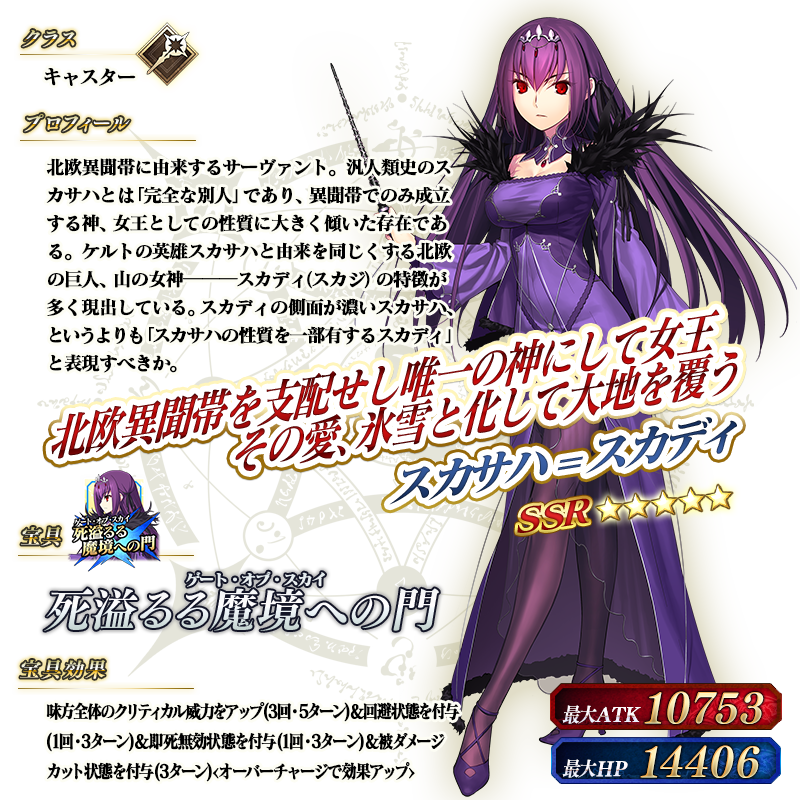 クラス
キャスター
プロフィール
北欧異聞帯に由来するサーヴァント。汎人類史のス
カサハとは「完全な別人」であり、異聞帯でのみ成立
する神、女王としての性質に大きく傾いた存在であ
る。ケルトの英雄スカサハと由来を同じくする北欧
の巨人、山の女神───スカディ(スカジ)の特徴が
多く現出している。スカディの側面が濃いスカサハ、
というよりも「スカサハの性質を一部有するスカディ」
と表現すべきか。
北欧異聞帯を支配せし唯一の神にして女王
その愛、氷雪と化して大地を覆う
スカサハ=スカディ
SSR ★★★★★
宝具
ゲート・オブ・スカイ
死溢るる
魔境への門
ゲート・オブ・スカイ
死溢るる魔境への門
宝具効果
味方全体のクリティカル威力をアップ(3回・5ターン)&回避状態を付与
(1回・3ターン)&即死無効状態を付与(1回・3ターン)&被ダメージ
カット状態を付与(3ターン)<オーバーチャージで効果アップ>
最大ATK 10753
最大HP 14406